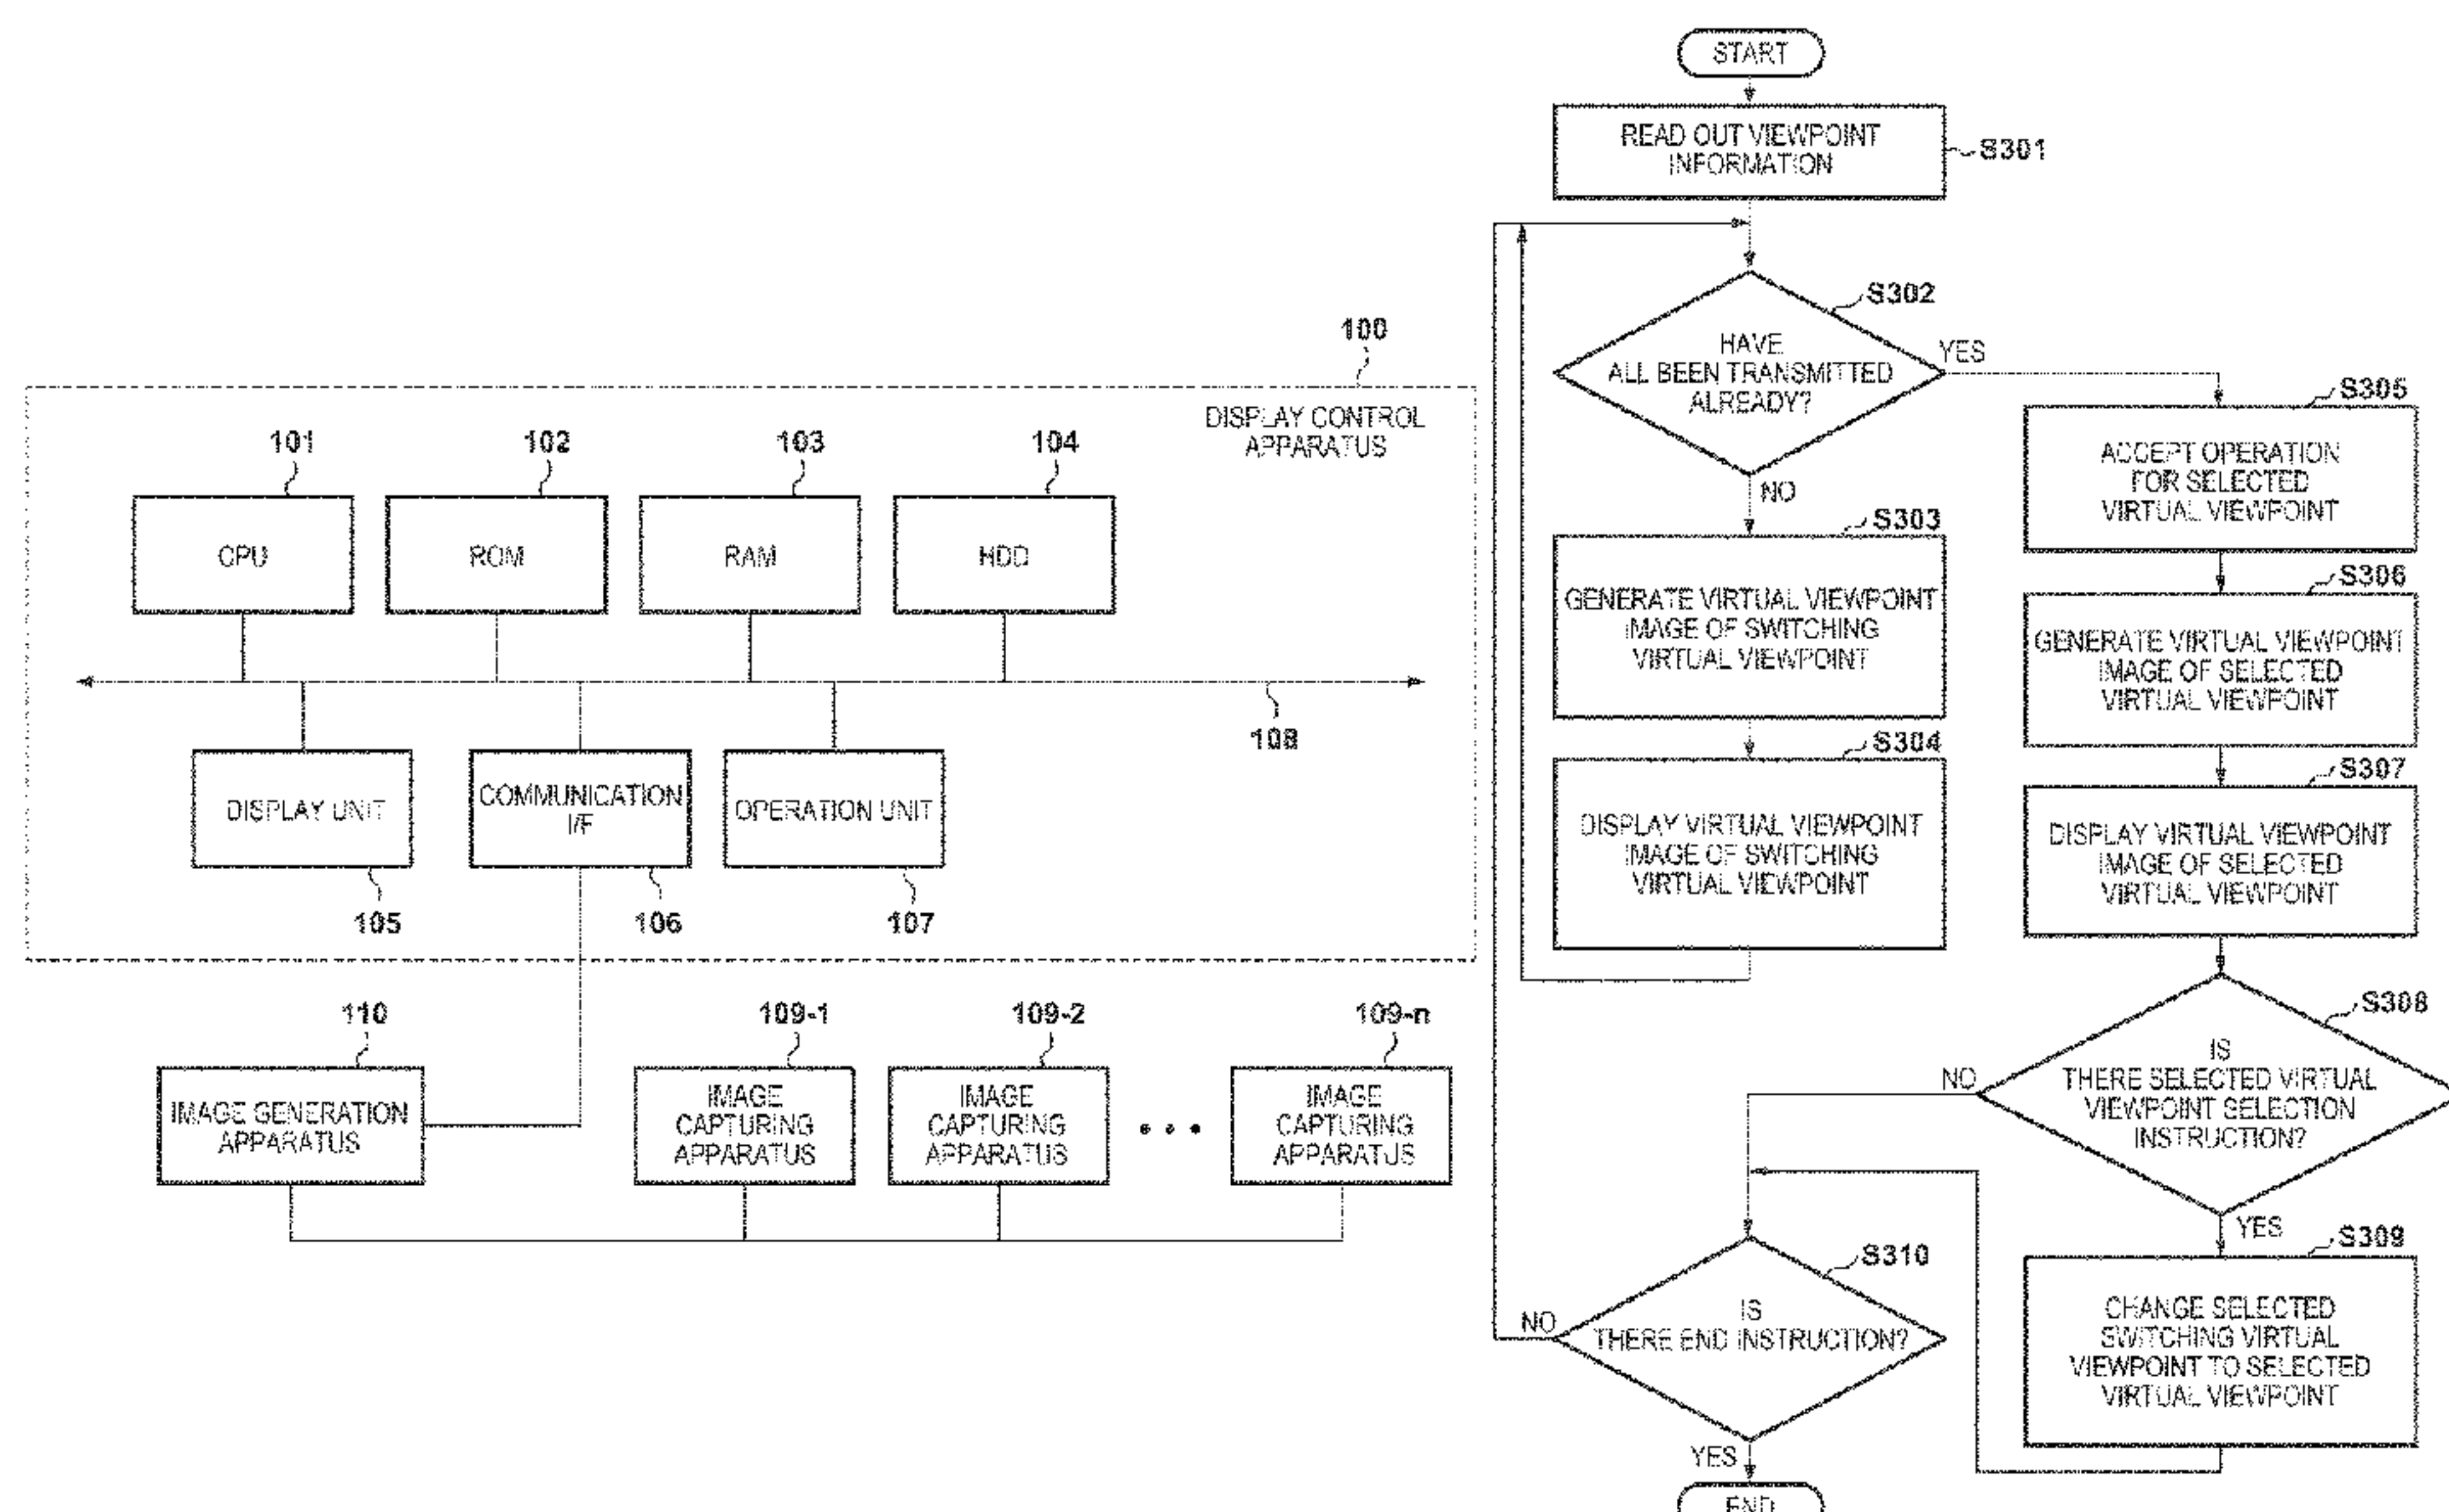 100
DISPLAY CONTROL
APPARATUS
101
102
103
104
CPU
ROM
RAM
HDD
108
DISPLAY UNIT
COMMUNICATION
I/F
OPERATION UNIT
105
106
107
110
109-1
109-2
109-n
IMAGE GENERATION
APPARATUS
IMAGE
CAPTURING
APPARATUS
IMAGE
CAPTURING
APPARATUS
• • •
IMAGE
CAPTURING
APPARATUS
START
READ OUT VIEWPOINT
INFORMATION
S301
S302
HAVE
ALL BEEN TRANSMITTED
ALREADY?
YES
NO
S303
GENERATE VIRTUAL VIEWPOINT
IMAGE OF SWITCHING
VIRTUAL VIEWPOINT
S304
DISPLAY VIRTUAL VIEWPOINT
IMAGE OF SWITCHING
VIRTUAL VIEWPOINT
S305
ACCEPT OPERATION
FOR SELECTED
VIRTUAL VIEWPOINT
S306
GENERATE VIRTUAL VIEWPOINT
IMAGE OF SELECTED
VIRTUAL VIEWPOINT
S307
DISPLAY VIRTUAL VIEWPOINT
IMAGE OF SELECTED
VIRTUAL VIEWPOINT
S308
IS
THERE SELECTED VIRTUAL
VIEWPOINT SELECTION
INSTRUCTION?
NO
YES
S309
CHANGE SELECTED
SWITCHING VIRTUAL
VIEWPOINT TO SELECTED
VIRTUAL VIEWPOINT
S310
IS
THERE END INSTRUCTION?
NO
YES
END